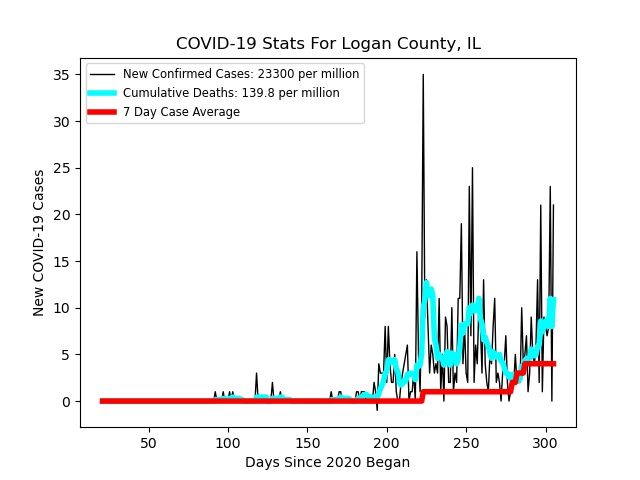 COVID-19 Stats For Logan County, IL
New Confirmed Cases: 23300 per million
Cumulative Deaths: 139.8 per million
7 Day Case Average
New COVID-19 Cases
35
30
25
20
15
10
5
0
50 100 150 200 250 300
Days Since 2020 Began